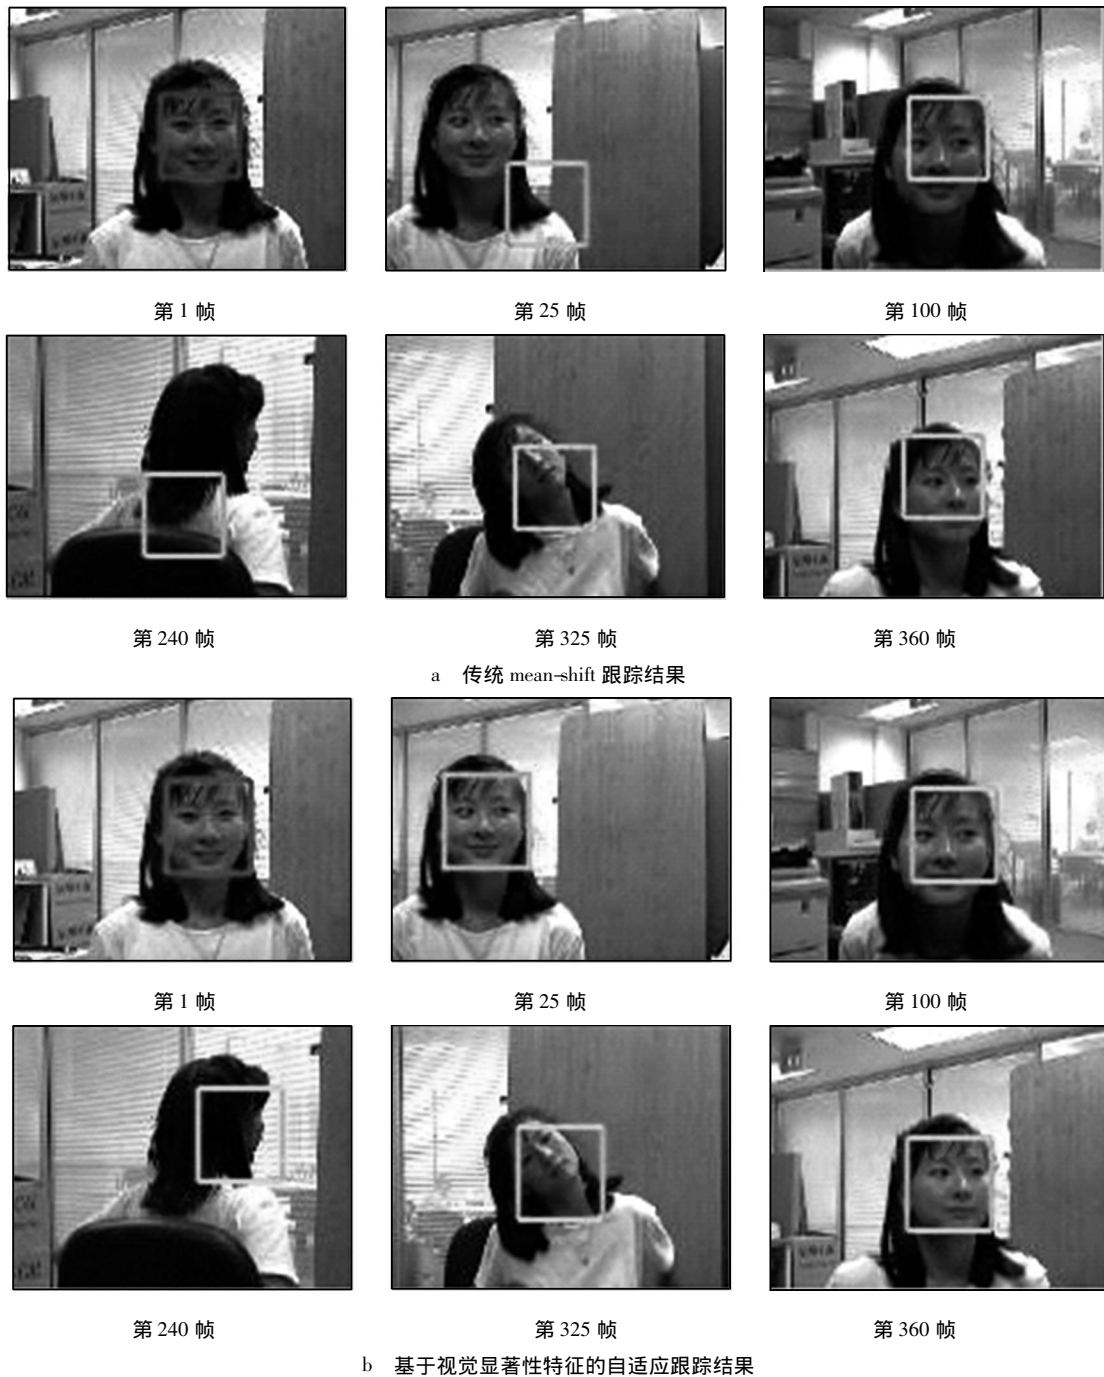 第 1 帧 第 25 帧 第 100 帧
第 240 帧 第 325 帧 第 360 帧
a 传统 mean-shift 跟踪结果
第 1 帧 第 25 帧 第 100 帧
第 240 帧 第 325 帧 第 360 帧
b 基于视觉显著性特征的自适应跟踪结果